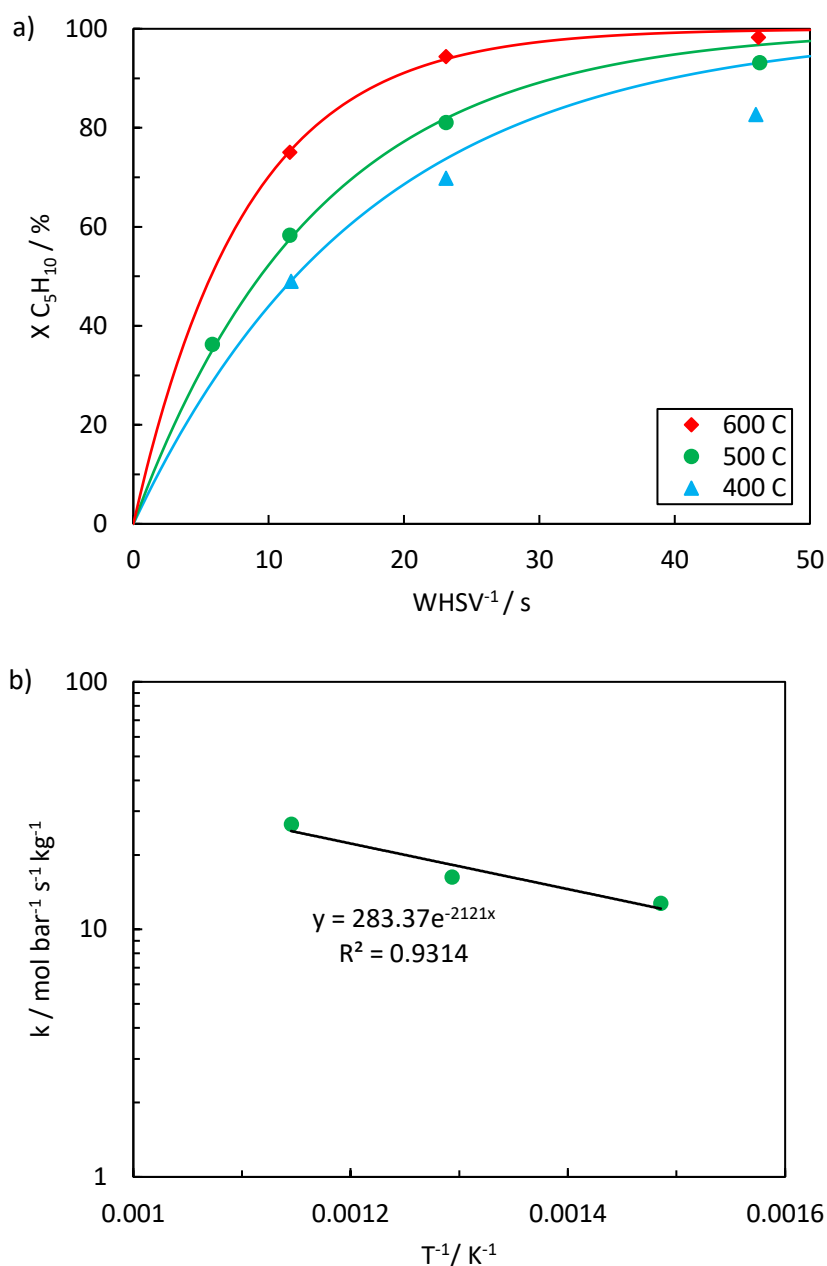 a)
100
80
60
40
20
0
X C₅H₁₀ / %
600 C
500 C
400 C
0 10 20 30 40 50
WHSV⁻¹ / s
b)
100
10
1
k / mol bar⁻¹ s⁻¹ kg⁻¹
y = 283.37e⁻²¹²¹ˣ
R² = 0.9314
0.001 0.0012 0.0014 0.0016
T⁻¹/ K⁻¹